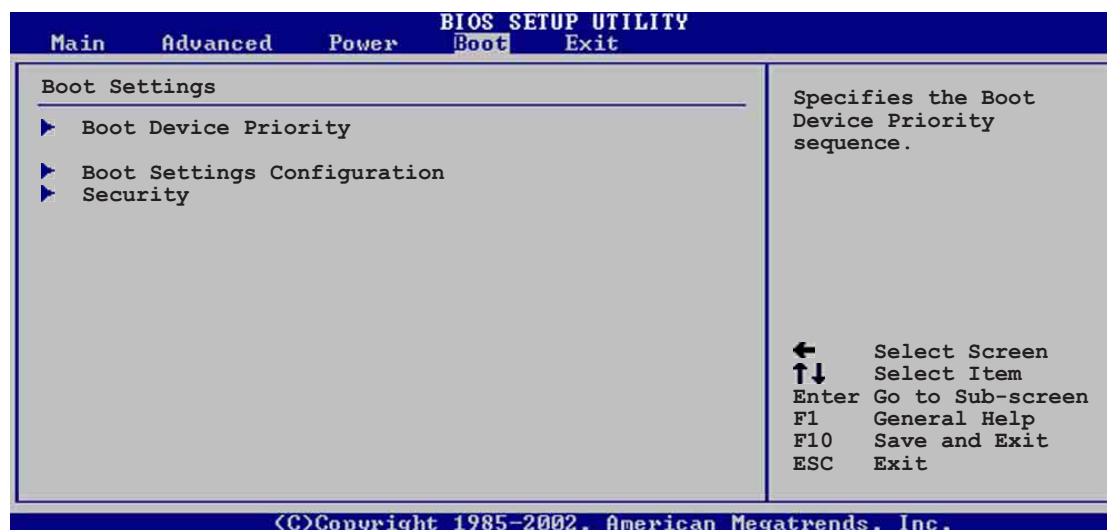 BIOS SETUP UTILITY
Main Advanced Power Boot Exit
Boot Settings
Boot Device Priority
Boot Settings Configuration
Security
Specifies the Boot
Device Priority
sequence.
← Select Screen
↑↓ Select Item
Enter Go to Sub-screen
F1 General Help
F10 Save and Exit
ESC Exit
(C)Copyright 1985-2002, American Megatrends, Inc.